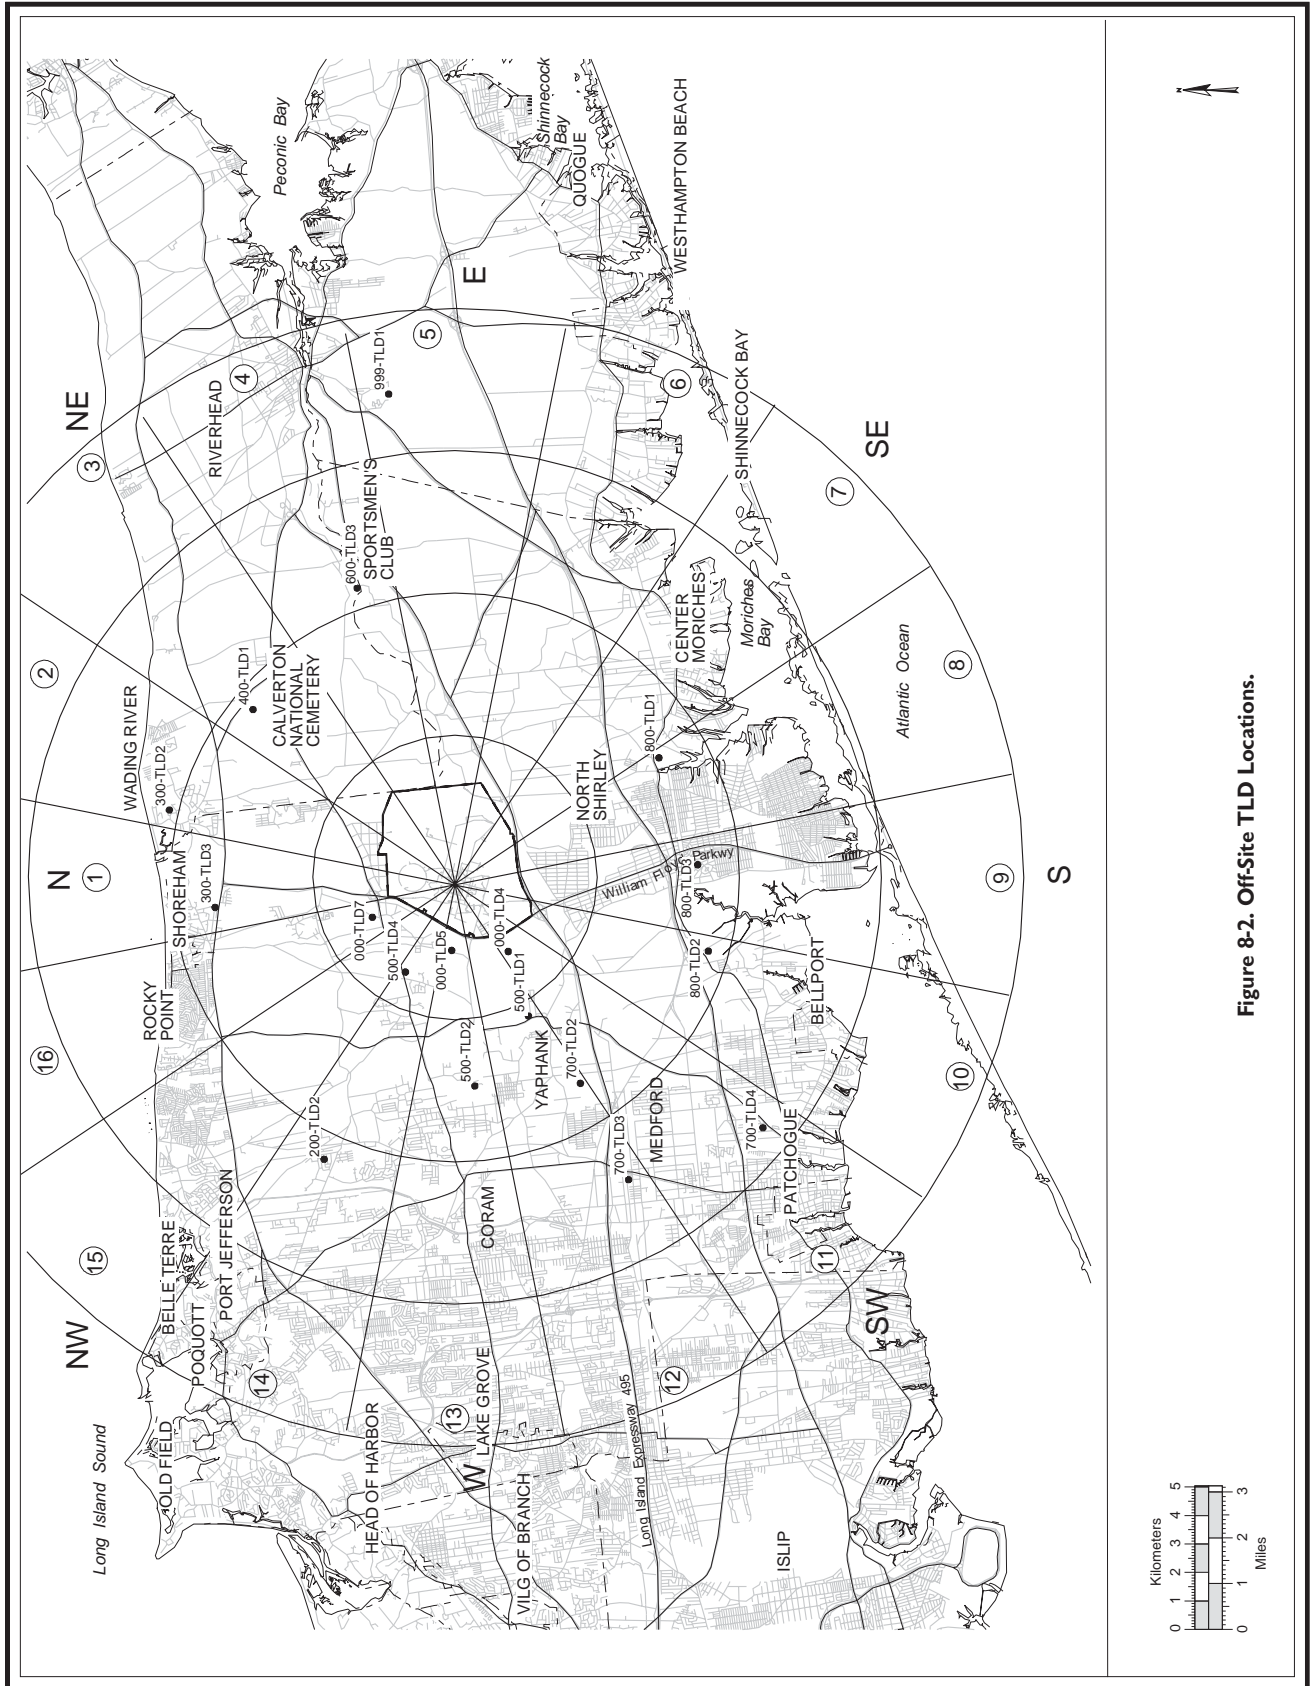 Long Island Sound
Peconic Bay
Shinnecock
Bay
Moriches
Bay
Atlantic Ocean
N
NE
E
SE
S
SW
W
NW
1
2
3
4
5
6
7
8
9
10
11
12
13
14
15
16
OLD FIELD
POQUOTT
BELLE TERRE
PORT JEFFERSON
ROCKY
POINT
SHOREHAM
WADING RIVER
RIVERHEAD
CALVERTON
NATIONAL
CEMETERY
SPORTSMEN'S
CLUB
QUOGUE
WESTHAMPTON BEACH
SHINNECOCK BAY
CENTER
MORICHES
NORTH
SHIRLEY
BELLPORT
YAPHANK
MEDFORD
PATCHOGUE
CORAM
LAKE GROVE
HEAD OF HARBOR
VILG OF BRANCH
ISLIP
Long Island Expressway 495
William Floyd Parkwy
300-TLD2
300-TLD3
400-TLD1
600-TLD3
999-TLD1
000-TLD7
500-TLD4
000-TLD5
000-TLD4
500-TLD1
500-TLD2
200-TLD2
700-TLD2
700-TLD3
700-TLD4
800-TLD1
800-TLD3
800-TLD2
N
Kilometers
0 1 2 3 4 5
0 1 2 3
Miles
Figure 8-2. Off-Site TLD Locations.